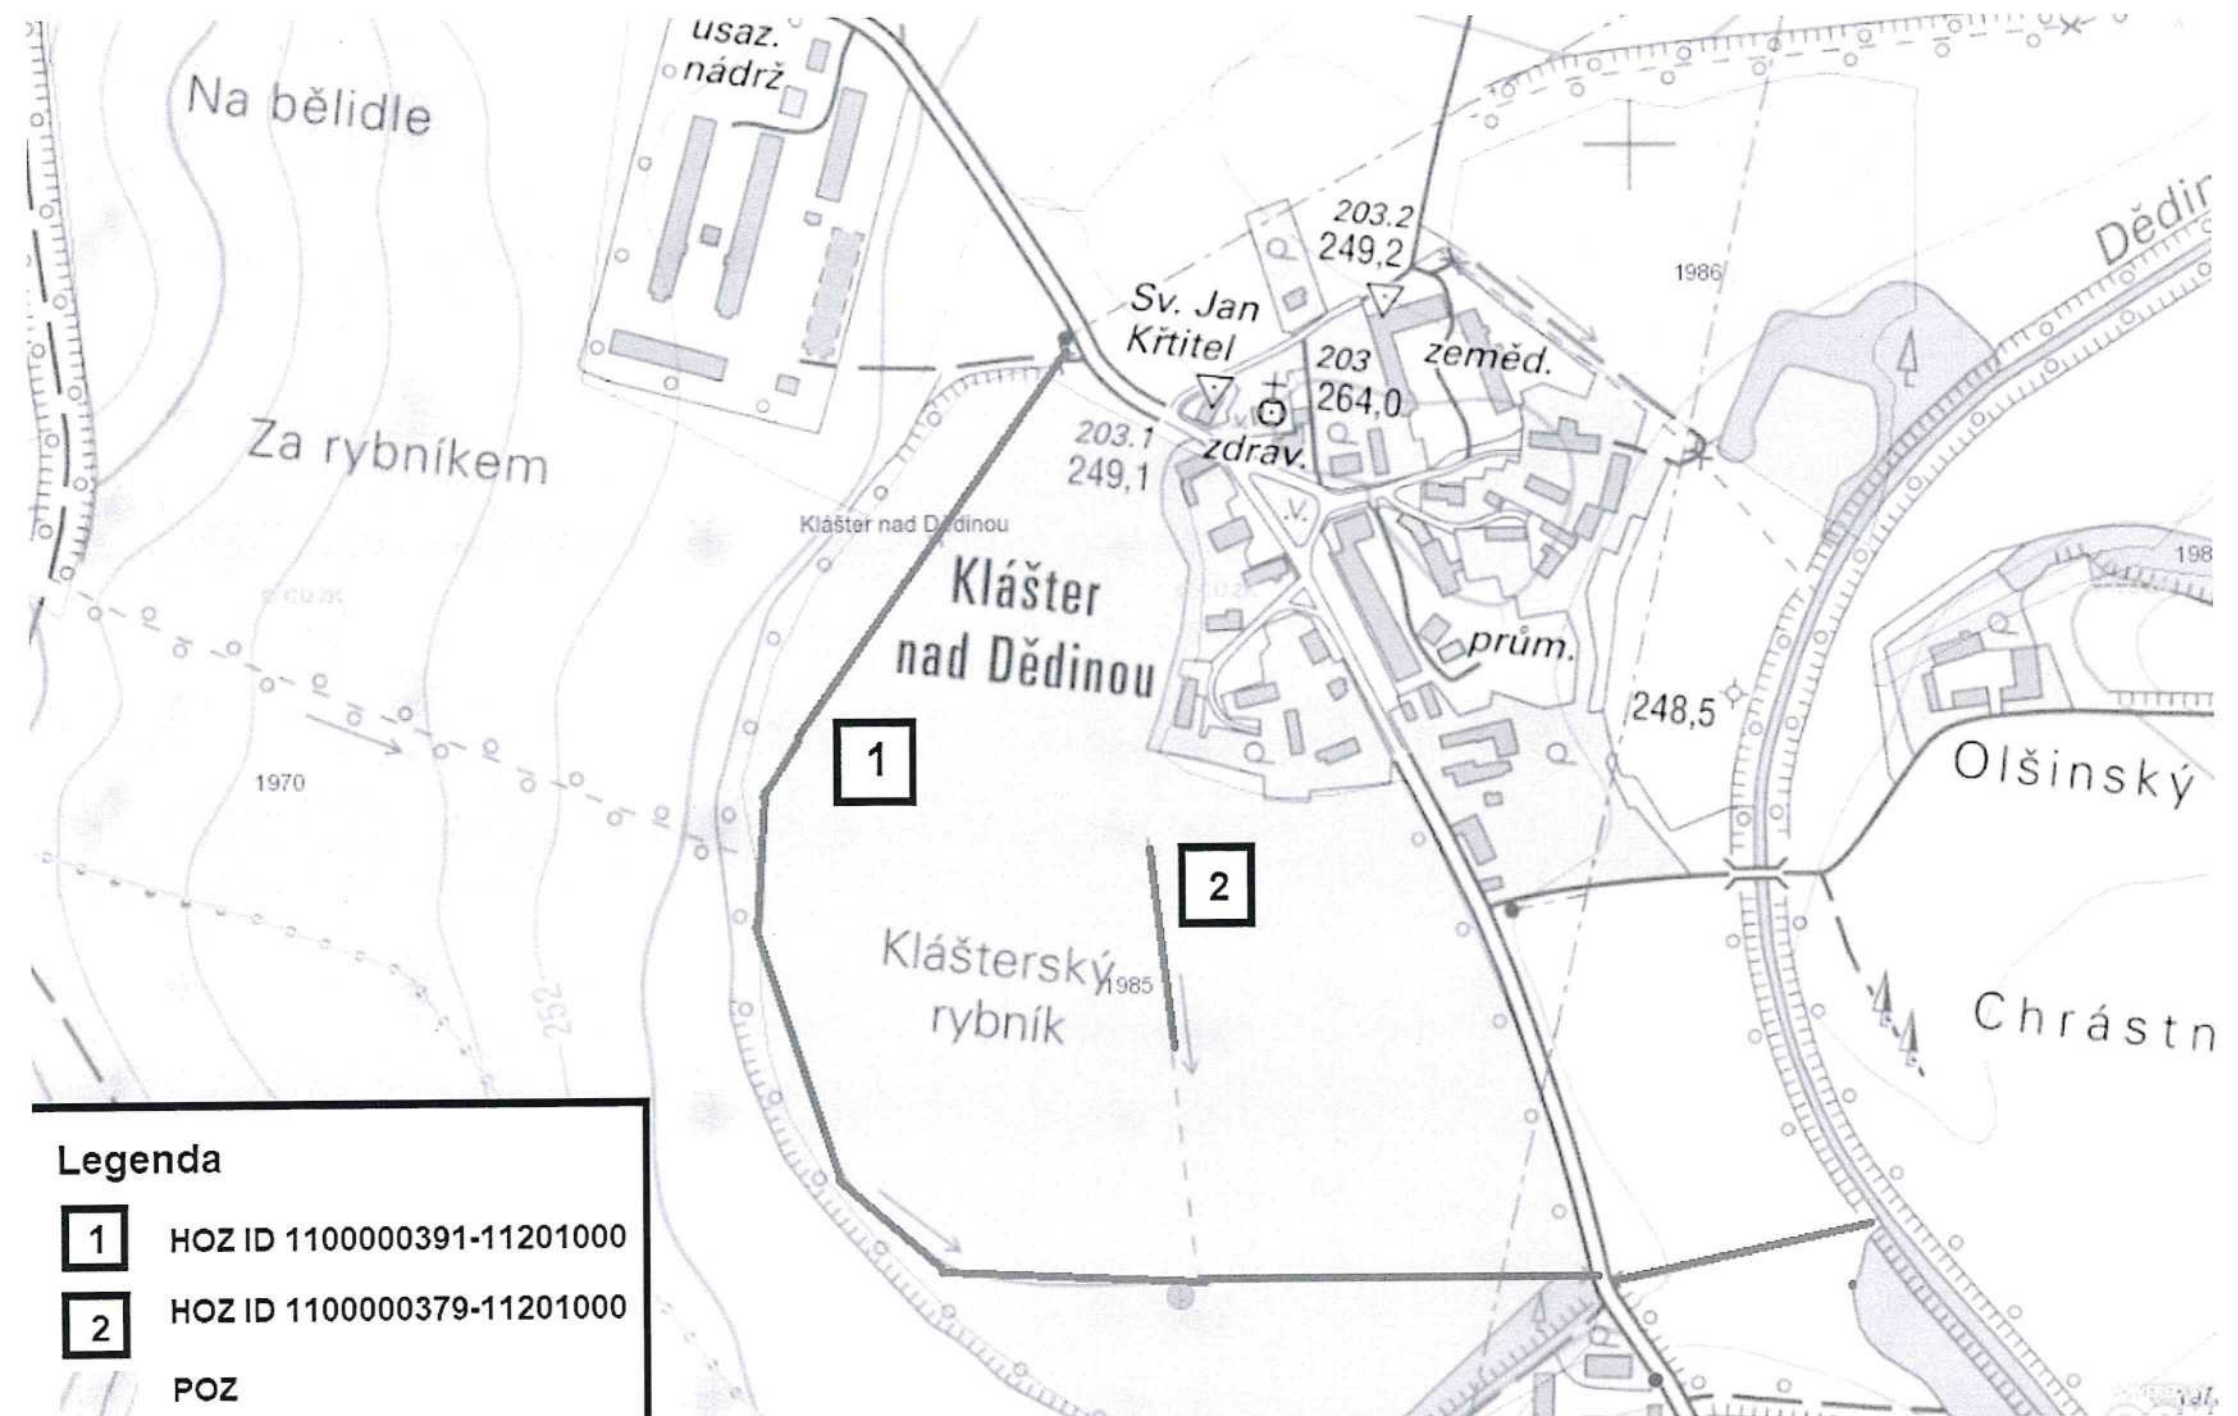 usaz.
nádrž
Na bělidle
Dědin
203.2
249,2
1986
Sv. Jan
Křtitel
203
264,0
zeměd.
203.1
249,1
zdrav.
v.
Za rybníkem
Klášter nad Dědinou
198
Klášter
nad Dědinou
prům.
248,5
Olšinský
1970
1
2
Klášterský
rybník
1985
252
Chrástn
Legenda
1 HOZ ID 1100000391-11201000
2 HOZ ID 1100000379-11201000
POZ